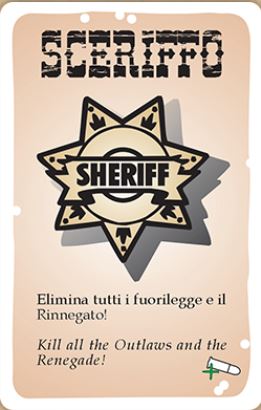 SCERIFFO
SHERIFF
Elimina tutti i fuorilegge e il
Rinnegato!
Kill all the Outlaws and the
Renegade!